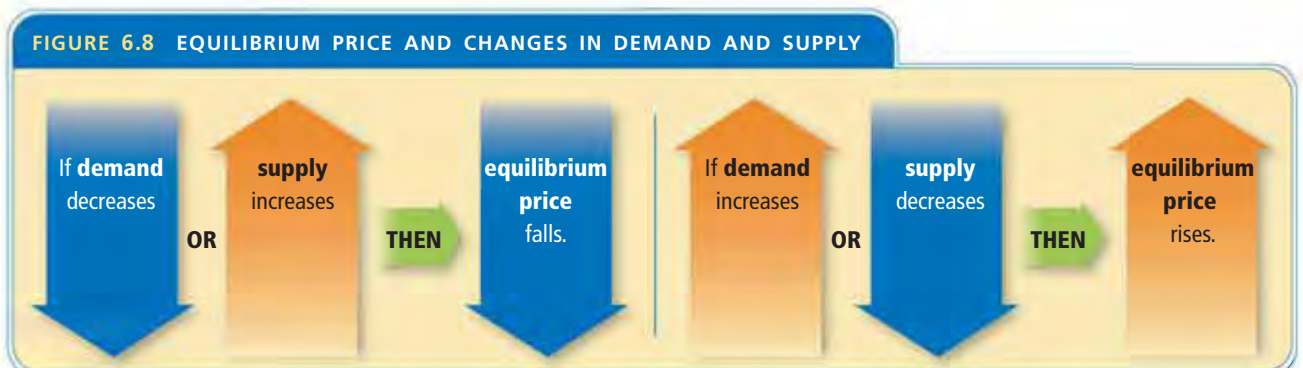 FIGURE 6.8 EQUILIBRIUM PRICE AND CHANGES IN DEMAND AND SUPPLY
If demand
decreases
OR
supply
increases
THEN
equilibrium
price
falls.
If demand
increases
OR
supply
decreases
THEN
equilibrium
price
rises.